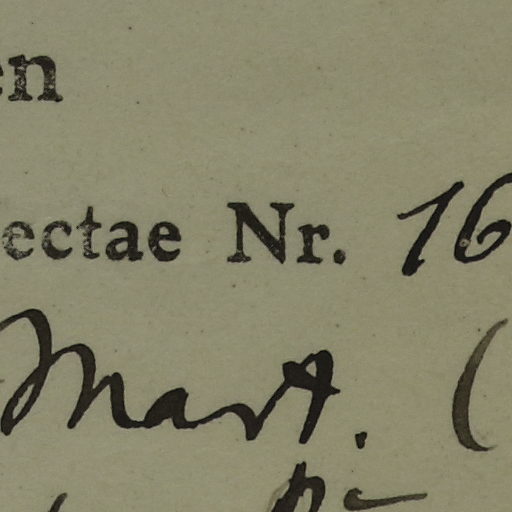 en
ectae Nr. 16
Mart. (